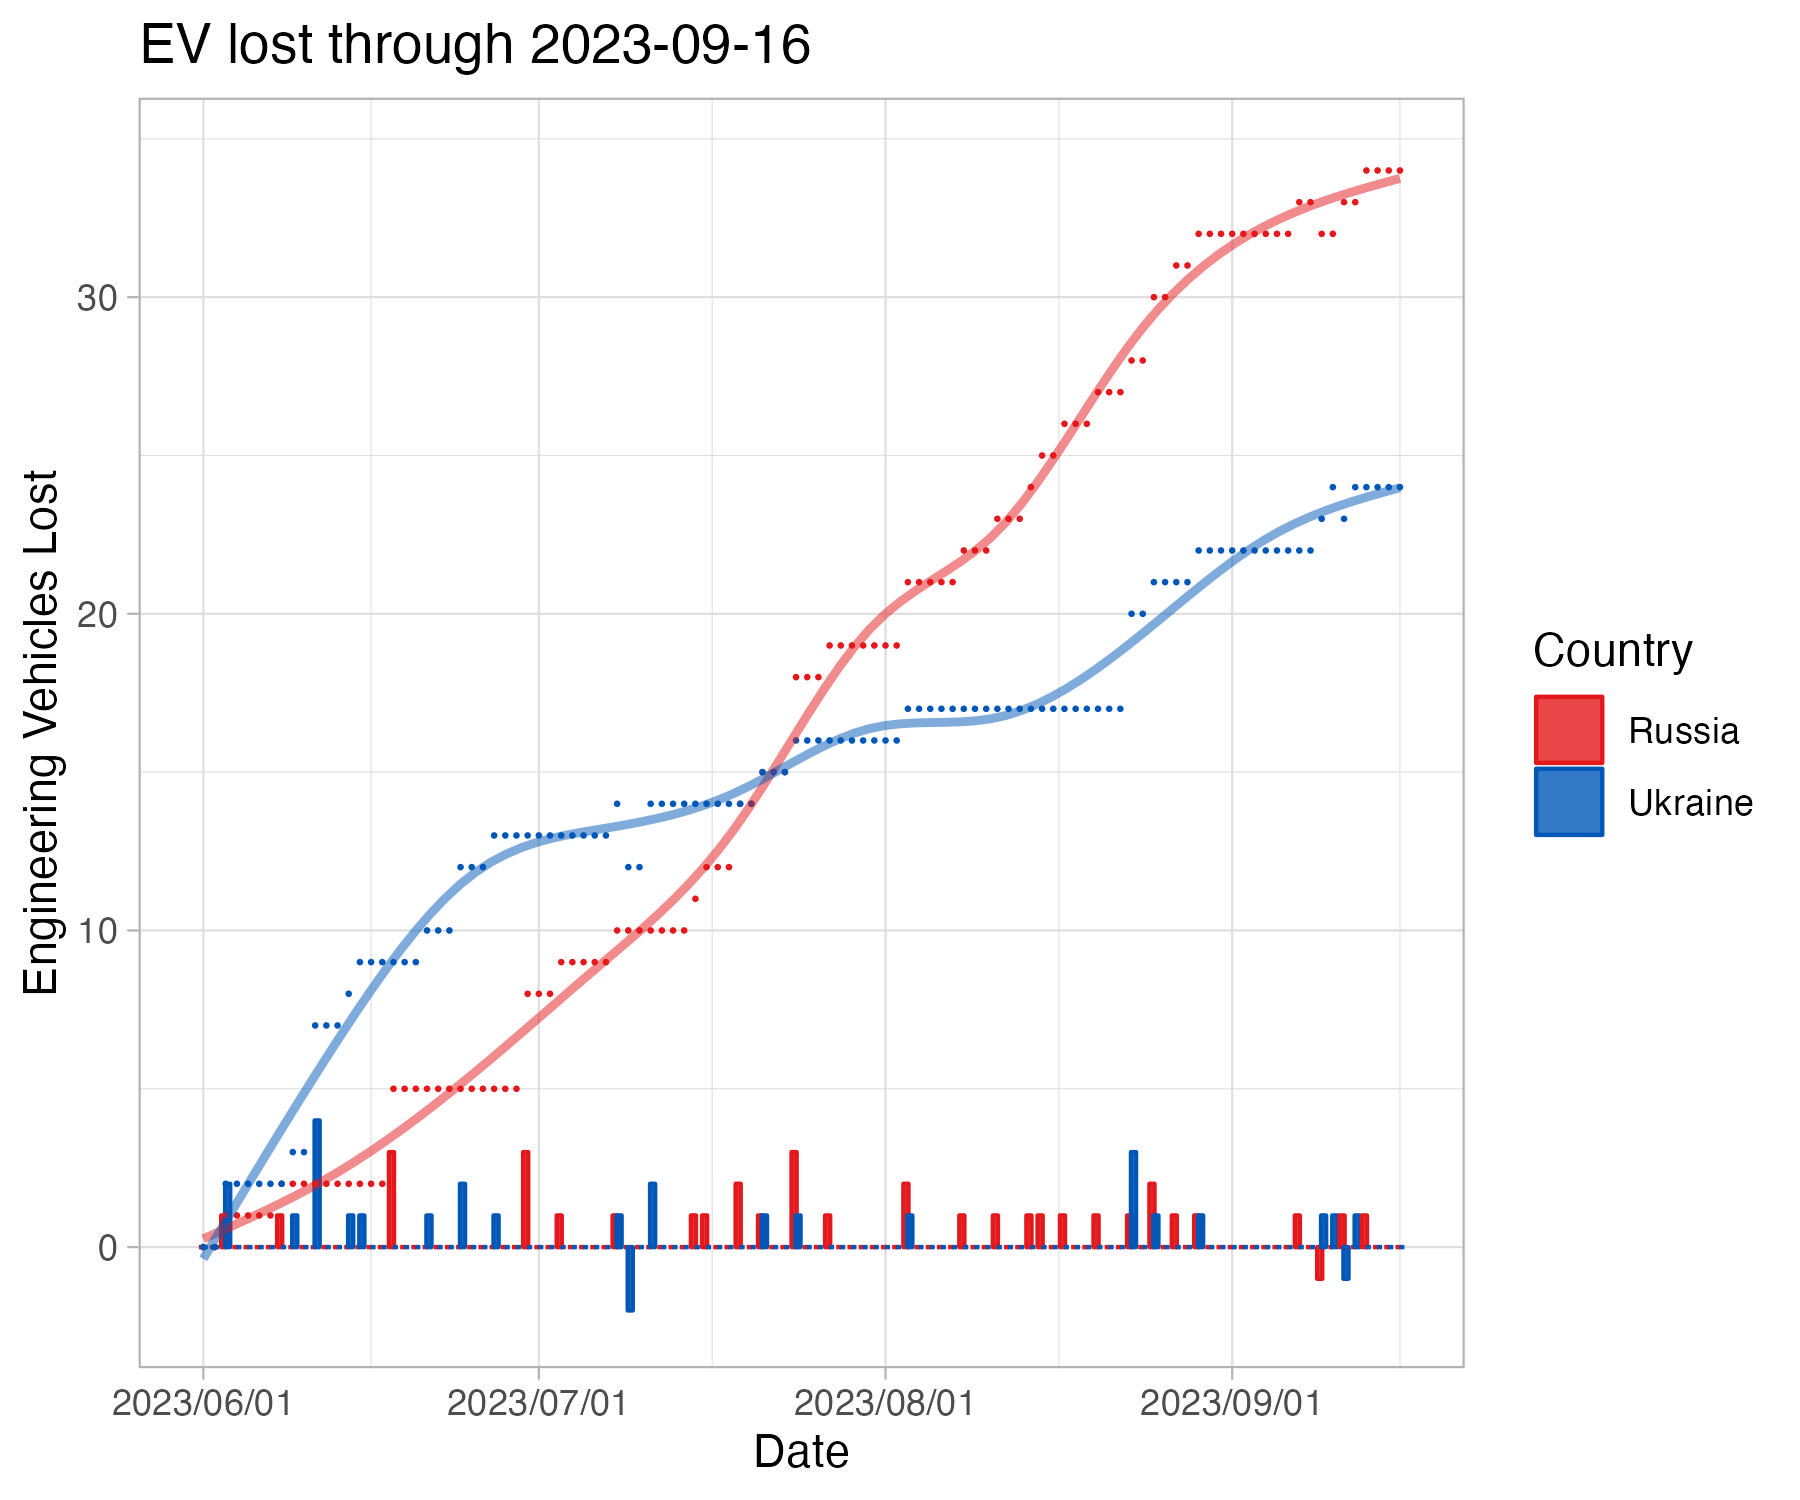 EV lost through 2023-09-16
Engineering Vehicles Lost
30
20
10
0
2023/06/01
2023/07/01
2023/08/01
2023/09/01
Date
Country
Russia
Ukraine